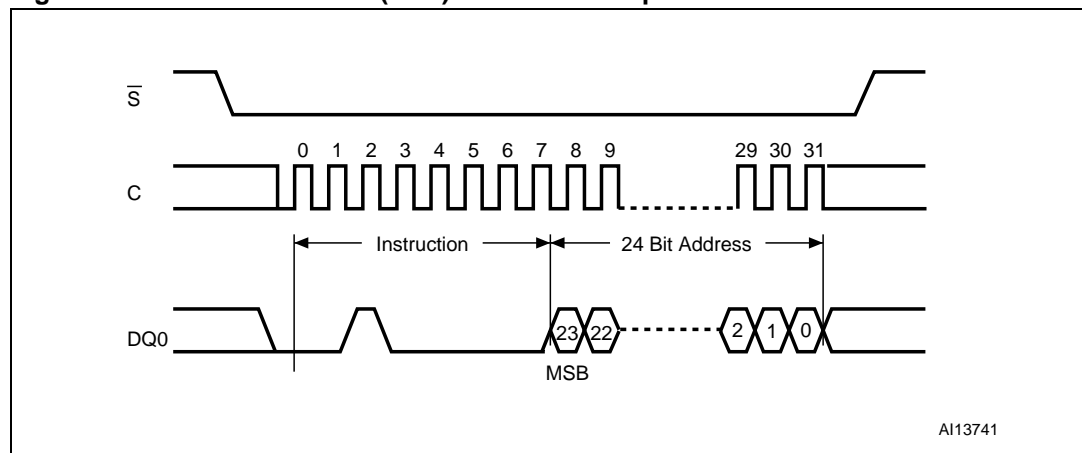 S̅
0 1 2 3 4 5 6 7 8 9 29 30 31
C
Instruction 24 Bit Address
DQ0
23 22 2 1 0
MSB
AI13741